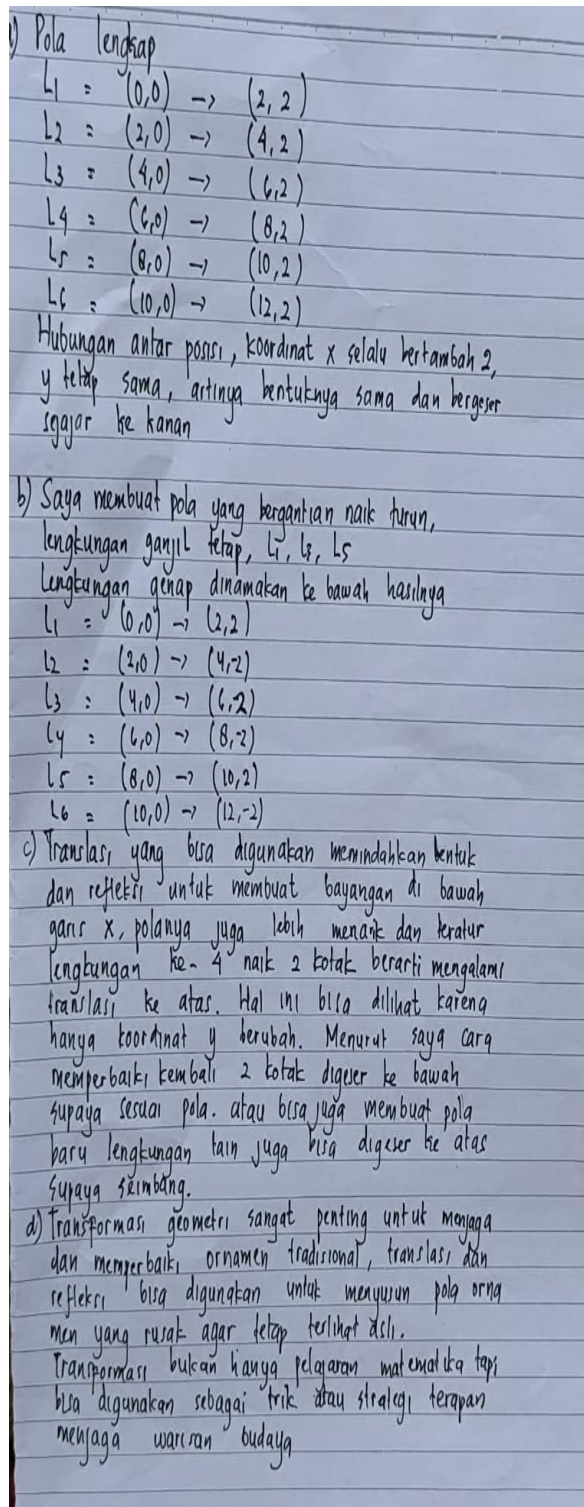 a) Pola lengkap
L1 = (0,0) → (2,2)
L2 = (2,0) → (4,2)
L3 = (4,0) → (6,2)
L4 = (6,0) → (8,2)
L5 = (8,0) → (10,2)
L6 = (10,0) → (12,2)
Hubungan antar posisi, koordinat x selalu bertambah 2,
y tetap sama, artinya bentuknya sama dan bergeser
sejajar ke kanan
b) Saya membuat pola yang bergantian naik turun,
lengkungan ganjil tetap, L1, L3, L5
Lengkungan genap dinamakan ke bawah hasilnya
L1 = (0,0) → (2,2)
L2 = (2,0) → (4,-2)
L3 = (4,0) → (6,2)
L4 = (6,0) → (8,-2)
L5 = (8,0) → (10,2)
L6 = (10,0) → (12,-2)
c) Translasi yang bisa digunakan memindahkan bentuk
dan refleksi untuk membuat bayangan di bawah
garis x, polanya juga lebih menarik dan teratur
lengkungan ke-4 naik 2 kotak berarti mengalami
translasi ke atas. Hal ini bisa dilihat karena
hanya koordinat y berubah. Menurut saya cara
memperbaiki kembali 2 kotak digeser ke bawah
supaya sesuai pola. atau bisa juga membuat pola
baru lengkungan lain juga bisa digeser ke atas
supaya seimbang.
d) Transformasi geometri sangat penting untuk menjaga
dan memperbaiki ornamen tradisional, translasi dan
refleksi bisa digunakan untuk menyusun pola orna
men yang rusak agar tetap terlihat asli.
Transformasi bukan hanya pelajaran matematika tapi
bisa digunakan sebagai trik atau strategi terapan
menjaga warisan budaya